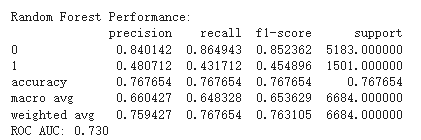 Random Forest Performance:
precision recall f1-score support
0 0.840142 0.864943 0.852362 5183.000000
1 0.480712 0.431712 0.454896 1501.000000
accuracy 0.767654 0.767654 0.767654 0.767654
macro avg 0.660427 0.648328 0.653629 6684.000000
weighted avg 0.759427 0.767654 0.763105 6684.000000
ROC AUC: 0.730